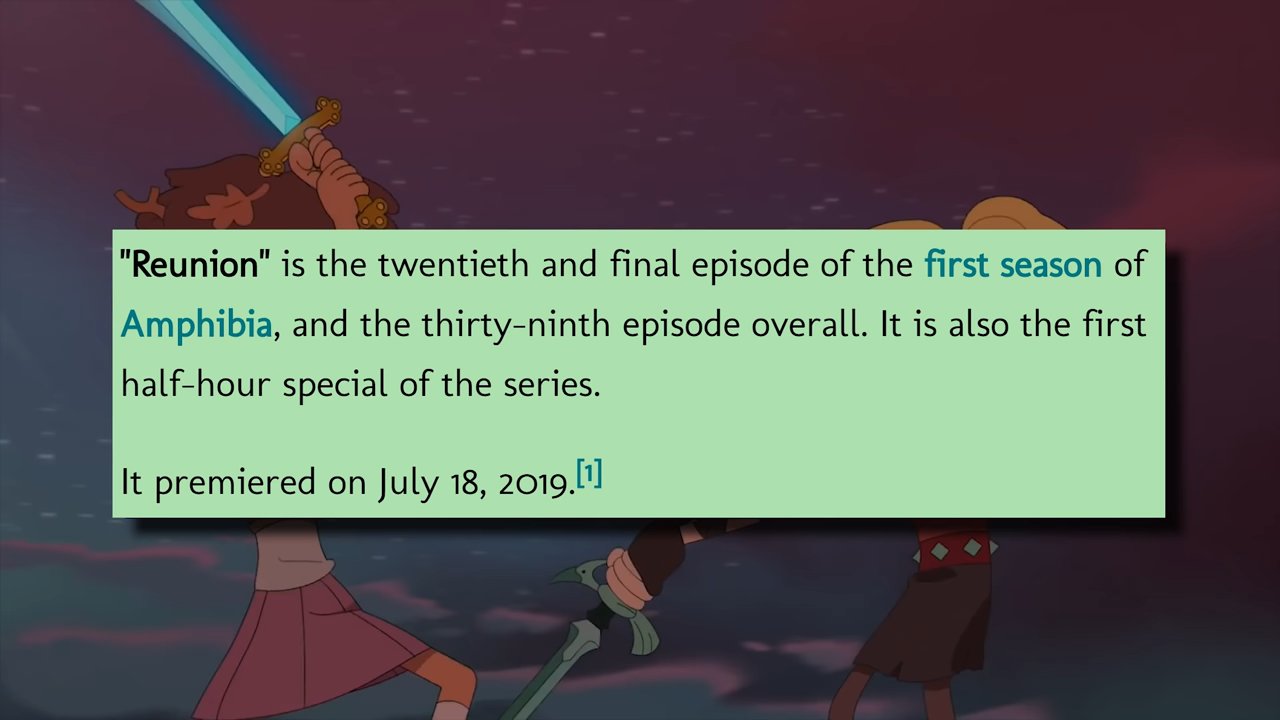 "Reunion" is the twentieth and final episode of the first season of
Amphibia, and the thirty-ninth episode overall. It is also the first
half-hour special of the series.
It premiered on July 18, 2019.[1]